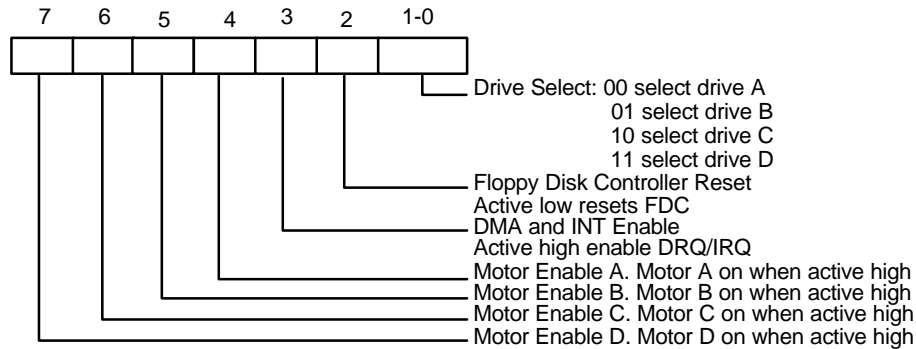 7 6 5 4 3 2 1-0
Drive Select: 00 select drive A
01 select drive B
10 select drive C
11 select drive D
Floppy Disk Controller Reset
Active low resets FDC
DMA and INT Enable
Active high enable DRQ/IRQ
Motor Enable A. Motor A on when active high
Motor Enable B. Motor B on when active high
Motor Enable C. Motor C on when active high
Motor Enable D. Motor D on when active high